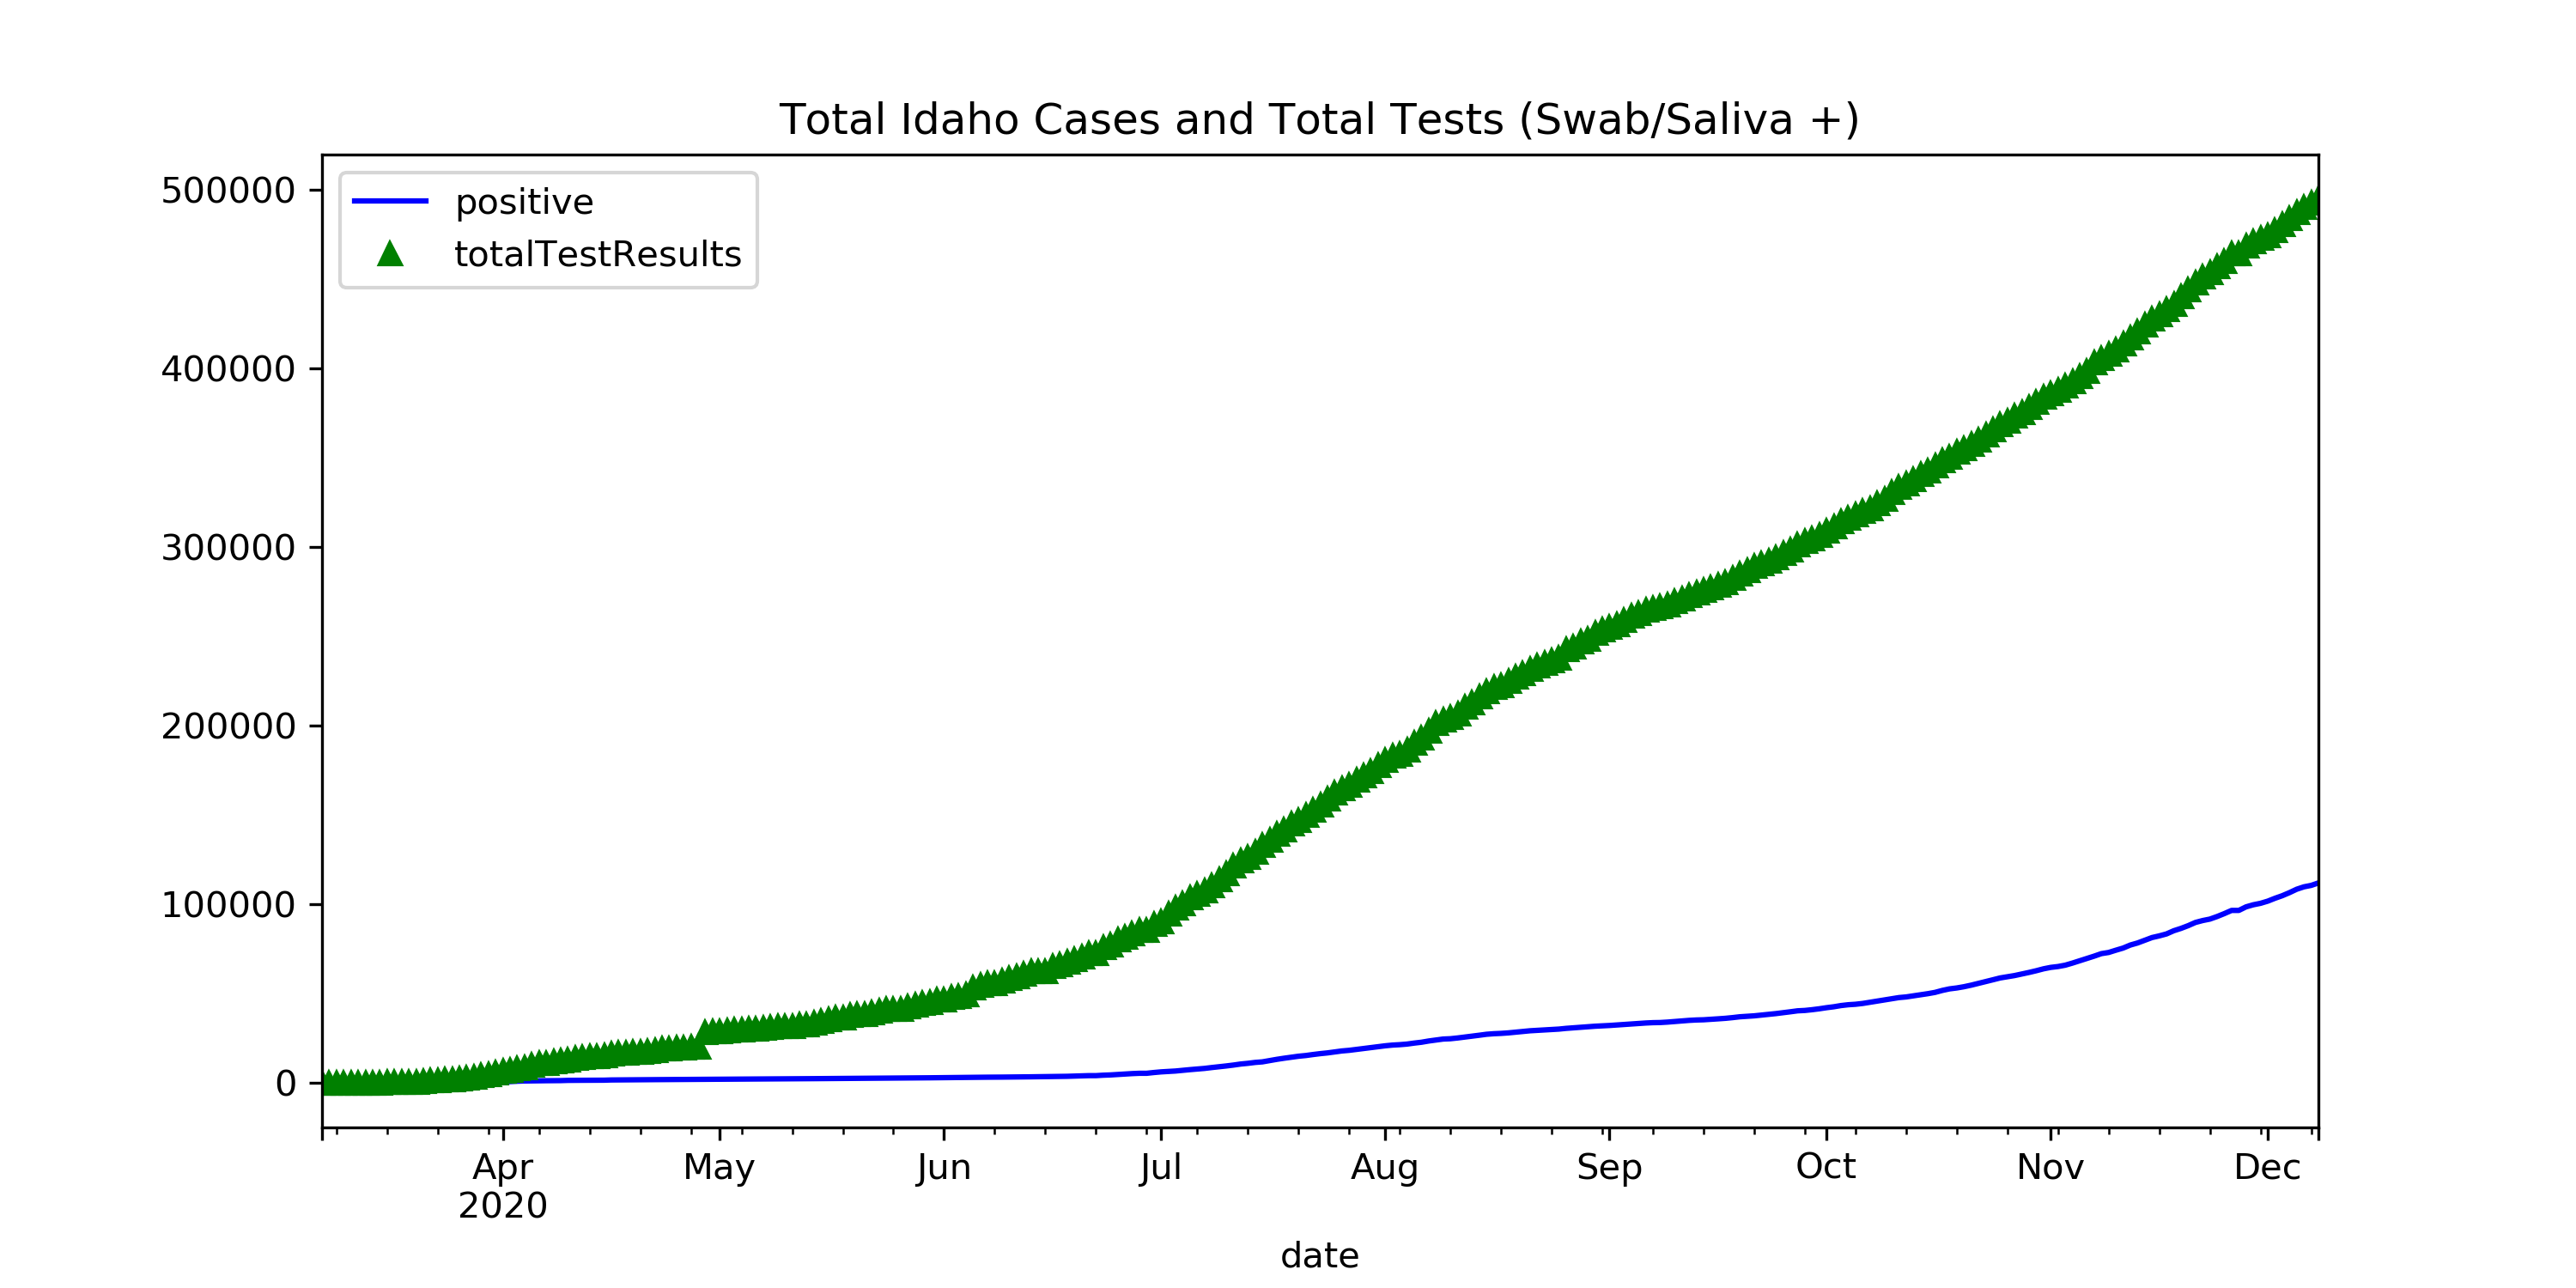 Total Idaho Cases and Total Tests (Swab/Saliva +)
positive
totalTestResults
500000
400000
300000
200000
100000
0
Apr May Jun Jul Aug Sep Oct Nov Dec
2020
date